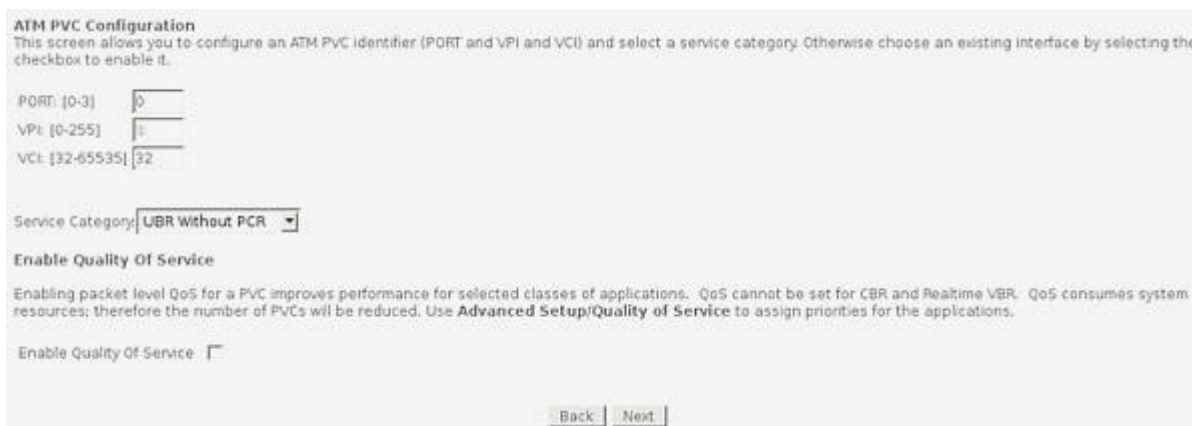 ATM PVC Configuration
This screen allows you to configure an ATM PVC identifier (PORT and VPI and VCI) and select a service category. Otherwise choose an existing interface by selecting the
checkbox to enable it.
PORT: [0-3] 0
VPI: [0-255]
VCI: [32-65535] 32
Service Category: UBR Without PCR
Enable Quality Of Service
Enabling packet level QoS for a PVC improves performance for selected classes of applications. QoS cannot be set for CBR and Realtime VBR. QoS consumes system
resources; therefore the number of PVCs will be reduced. Use Advanced Setup/Quality of Service to assign priorities for the applications.
Enable Quality Of Service
Back Next